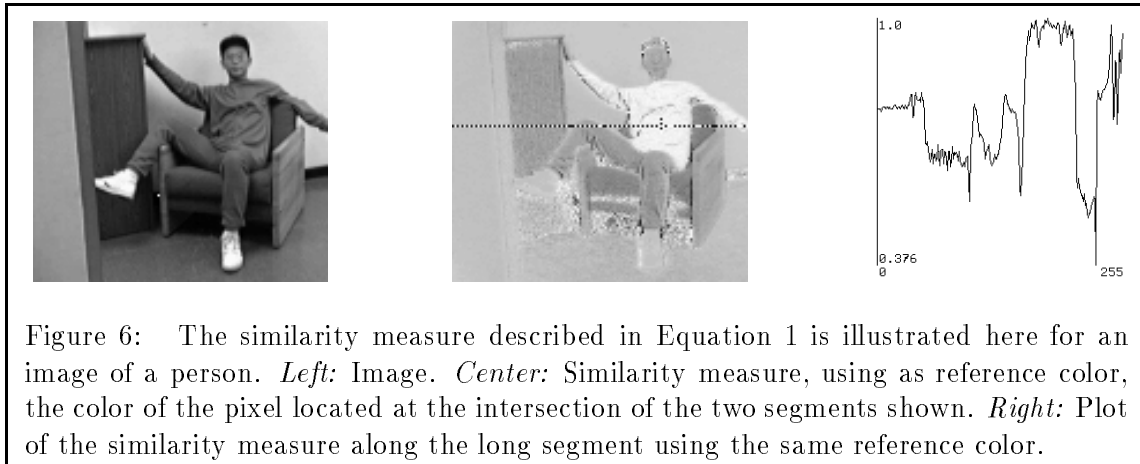 1.0
0.376
0
255
Figure 6: The similarity measure described in Equation 1 is illustrated here for an
image of a person. Left: Image. Center: Similarity measure, using as reference color,
the color of the pixel located at the intersection of the two segments shown. Right: Plot
of the similarity measure along the long segment using the same reference color.